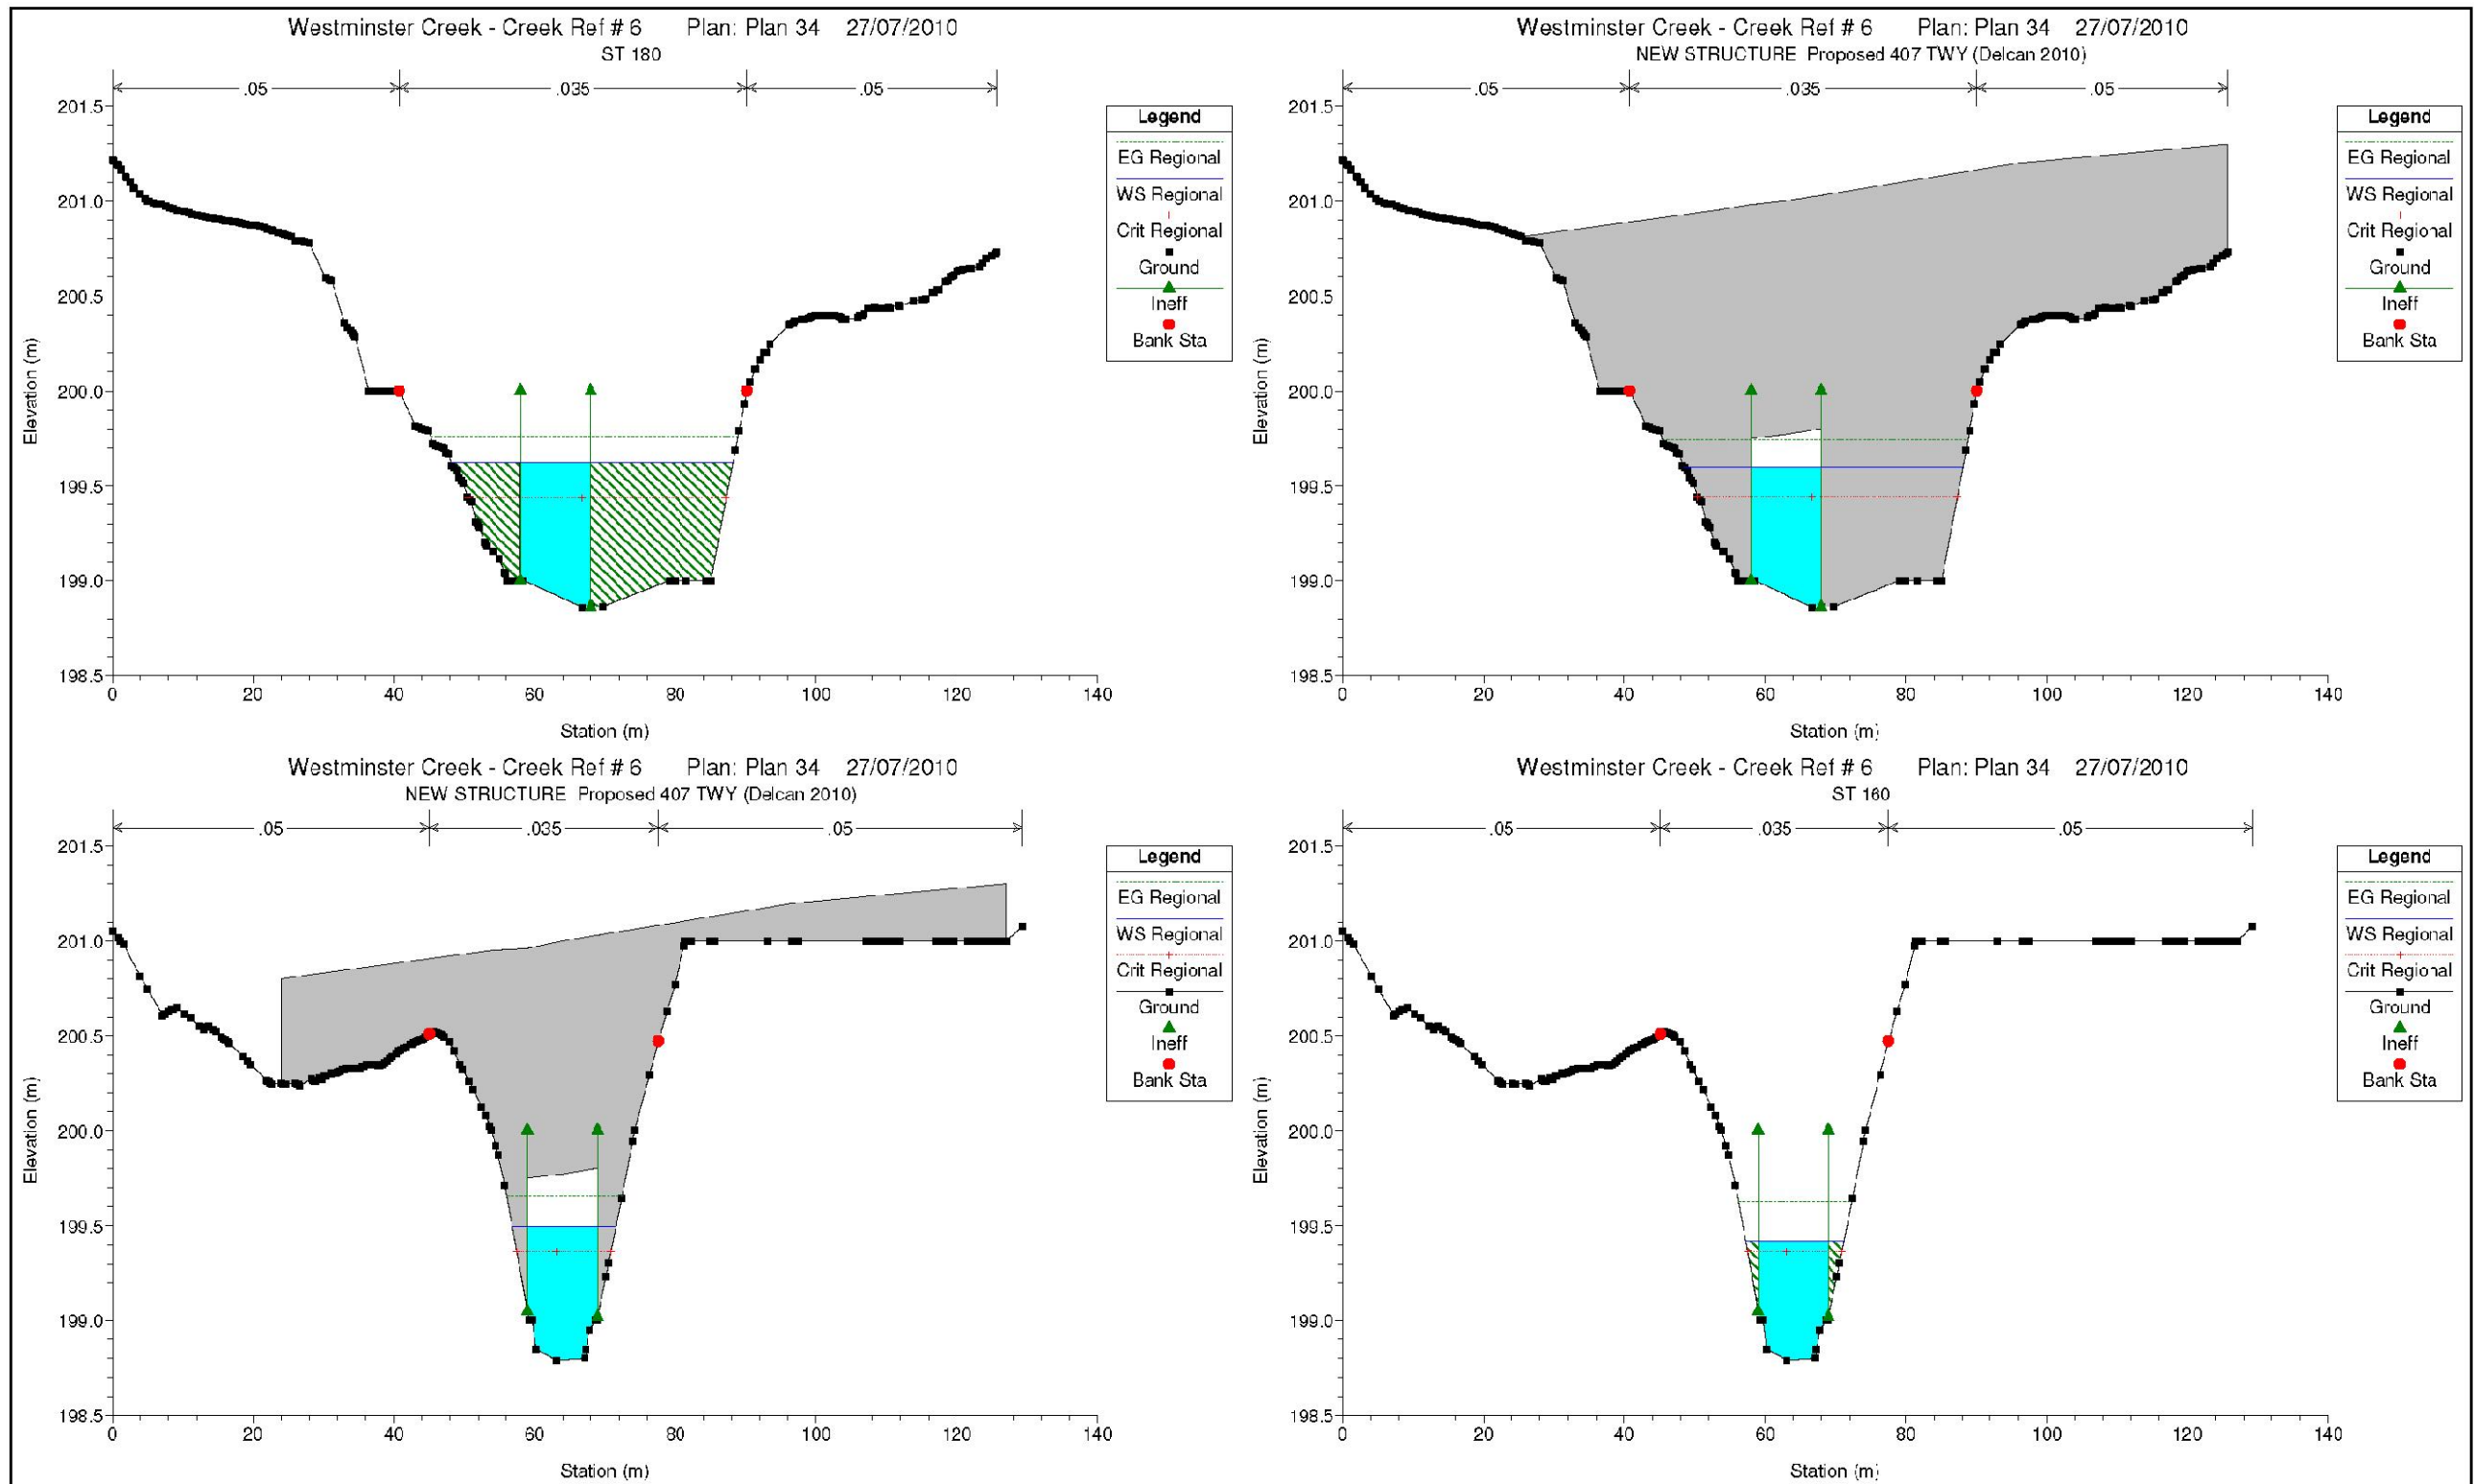 Westminster Creek - Creek Ref # 6 Plan: Plan 34 27/07/2010
ST 180
.05 .035 .05
Legend
EG Regional
WS Regional
Crit Regional
Ground
Ineff
Bank Sta
201.5
201.0
200.5
200.0
199.5
199.0
198.5
Elevation (m)
0 20 40 60 80 100 120 140
Station (m)
Westminster Creek - Creek Ref # 6 Plan: Plan 34 27/07/2010
NEW STRUCTURE Proposed 407 TWY (Delcan 2010)
.05 .035 .05
Legend
EG Regional
WS Regional
Crit Regional
Ground
Ineff
Bank Sta
201.5
201.0
200.5
200.0
199.5
199.0
198.5
Elevation (m)
0 20 40 60 80 100 120 140
Station (m)
Westminster Creek - Creek Ref # 6 Plan: Plan 34 27/07/2010
NEW STRUCTURE Proposed 407 TWY (Delcan 2010)
.05 .035 .05
Legend
EG Regional
WS Regional
Crit Regional
Ground
Ineff
Bank Sta
201.5
201.0
200.5
200.0
199.5
199.0
198.5
Elevation (m)
0 20 40 60 80 100 120 140
Station (m)
Westminster Creek - Creek Ref # 6 Plan: Plan 34 27/07/2010
ST 160
.05 .035 .05
Legend
EG Regional
WS Regional
Crit Regional
Ground
Ineff
Bank Sta
201.5
201.0
200.5
200.0
199.5
199.0
198.5
Elevation (m)
0 20 40 60 80 100 120 140
Station (m)